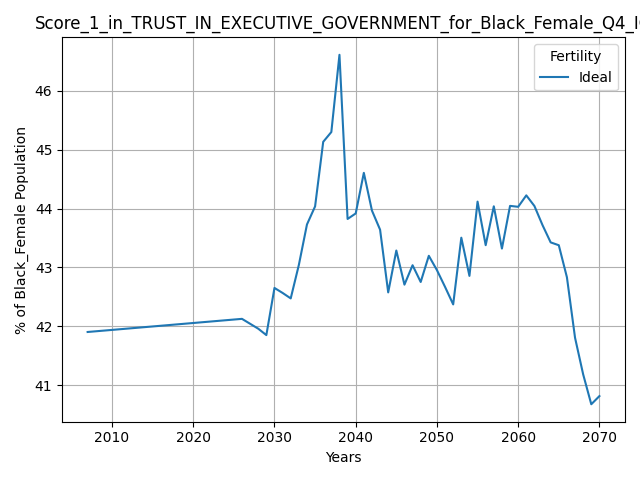 Score_1_in_TRUST_IN_EXECUTIVE_GOVERNMENT_for_Black_Female_Q4_I
Fertility
Ideal
% of Black_Female Population
46
45
44
43
42
41
2010 2020 2030 2040 2050 2060 2070
Years